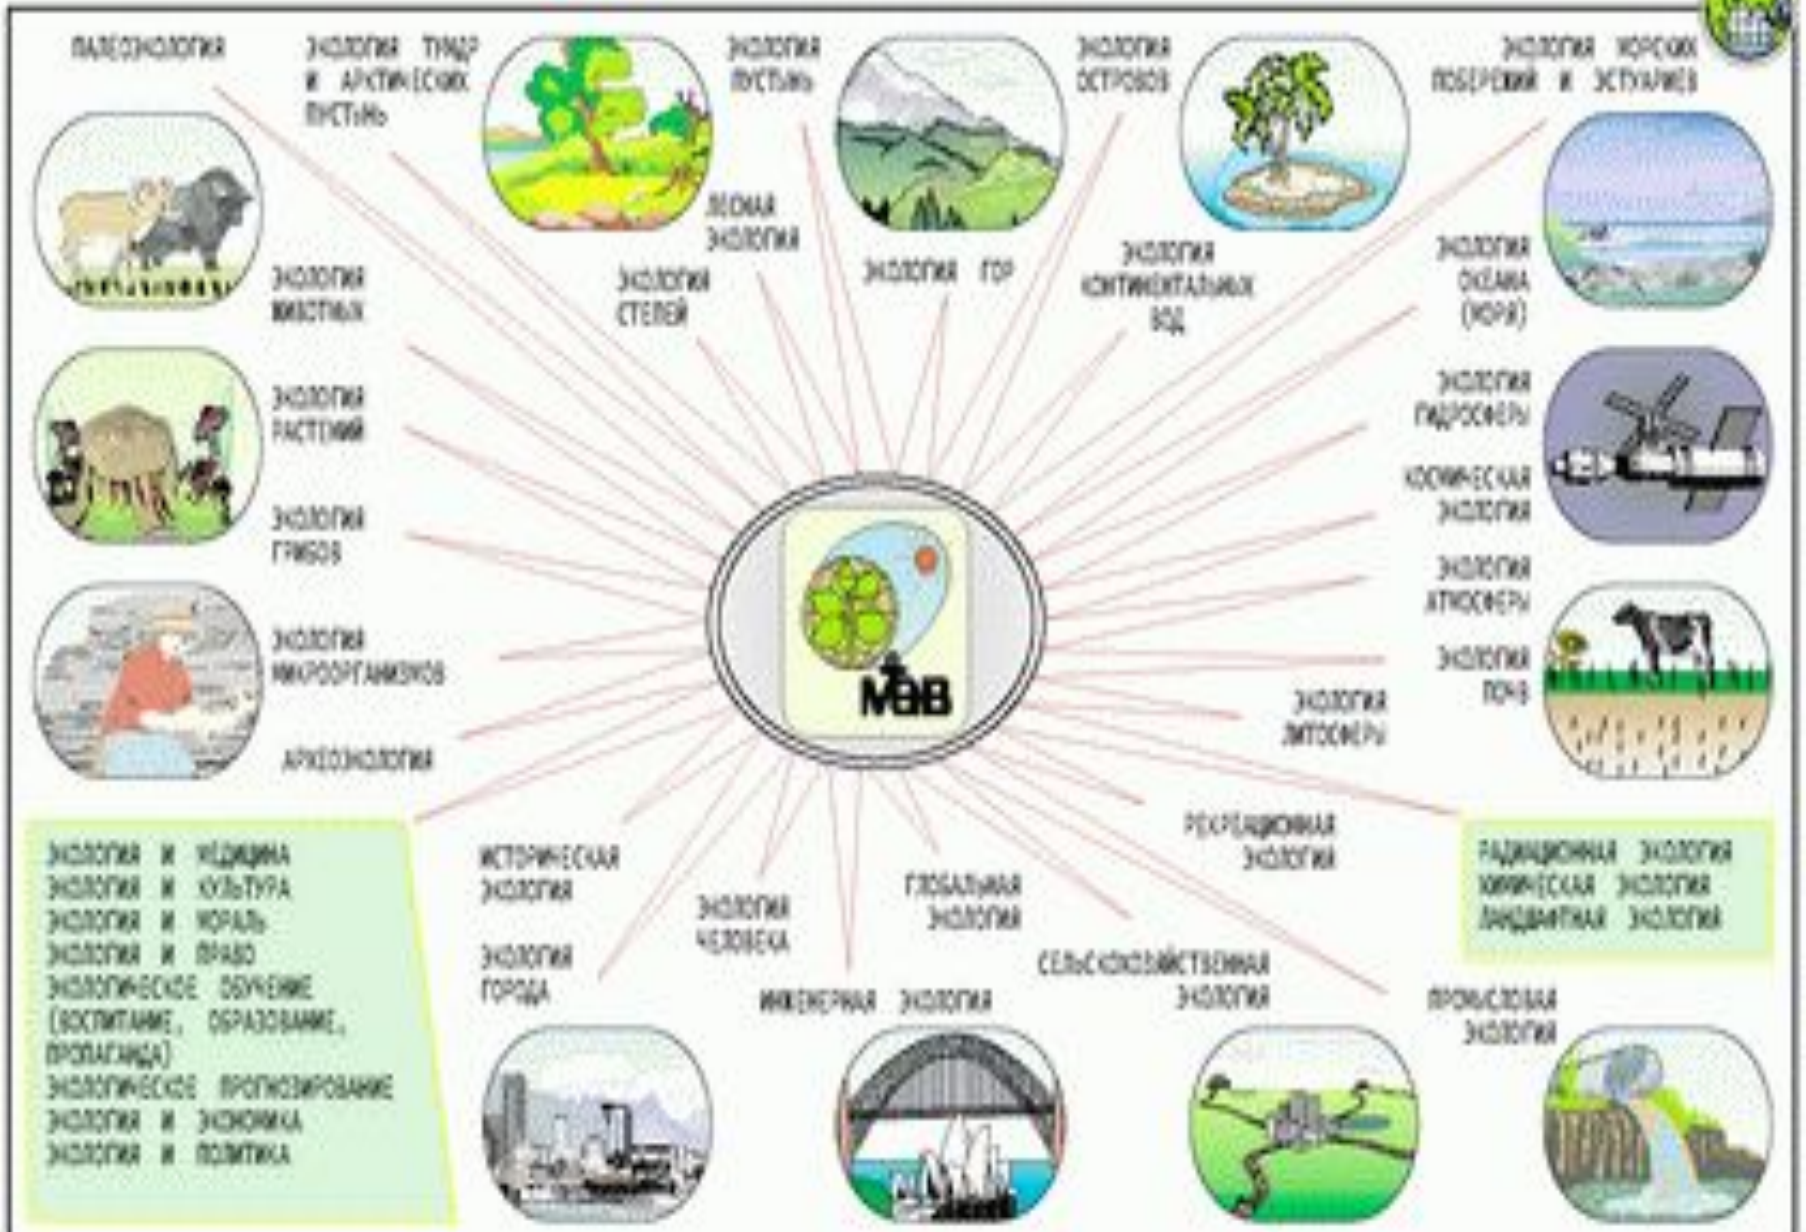 ПАЛЕОЭКОЛОГИЯ
ЭКОЛОГИЯ ТУНДР
И АРКТИЧЕСКИХ
ПУСТЫНЬ
ЭКОЛОГИЯ
ПУСТЫНЬ
ЭКОЛОГИЯ
ОСТРОВОВ
ЭКОЛОГИЯ МОРСКИХ
ПОБЕРЕЖИЙ И ЭСТУАРИЕВ
ЛЕСНАЯ
ЭКОЛОГИЯ
ЭКОЛОГИЯ
СТЕПЕЙ
ЭКОЛОГИЯ ГОР
ЭКОЛОГИЯ
КОНТИНЕНТАЛЬНЫХ
ВОД
ЭКОЛОГИЯ
ОКЕАНА
(МОРЯ)
ЭКОЛОГИЯ
ЖИВОТНЫХ
ЭКОЛОГИЯ
РАСТЕНИЙ
ЭКОЛОГИЯ
ГРИБОВ
ЭКОЛОГИЯ
МИКРООРГАНИЗМОВ
АРХЕОЭКОЛОГИЯ
ЭКОЛОГИЯ
ГИДРОСФЕРЫ
КОСМИЧЕСКАЯ
ЭКОЛОГИЯ
ЭКОЛОГИЯ
АТМОСФЕРЫ
ЭКОЛОГИЯ
ПОЧВ
ЭКОЛОГИЯ
ЛИТОСФЕРЫ
МэВ
ЭКОЛОГИЯ И МЕДИЦИНА
ЭКОЛОГИЯ И КУЛЬТУРА
ЭКОЛОГИЯ И МОРАЛЬ
ЭКОЛОГИЯ И ПРАВО
ЭКОЛОГИЧЕСКОЕ ОБУЧЕНИЕ
(ВОСПИТАНИЕ, ОБРАЗОВАНИЕ,
ПРОПАГАНДА)
ЭКОЛОГИЧЕСКОЕ ПРОГНОЗИРОВАНИЕ
ЭКОЛОГИЯ И ЭКОНОМИКА
ЭКОЛОГИЯ И ПОЛИТИКА
ИСТОРИЧЕСКАЯ
ЭКОЛОГИЯ
ЭКОЛОГИЯ
ГОРОДА
ЭКОЛОГИЯ
ЧЕЛОВЕКА
ГЛОБАЛЬНАЯ
ЭКОЛОГИЯ
ИНЖЕНЕРНАЯ ЭКОЛОГИЯ
РЕКРЕАЦИОННАЯ
ЭКОЛОГИЯ
СЕЛЬСКОХОЗЯЙСТВЕННАЯ
ЭКОЛОГИЯ
ПРОМЫСЛОВАЯ
ЭКОЛОГИЯ
РАДИАЦИОННАЯ ЭКОЛОГИЯ
ХИМИЧЕСКАЯ ЭКОЛОГИЯ
ЛАНДШАФТНАЯ ЭКОЛОГИЯ